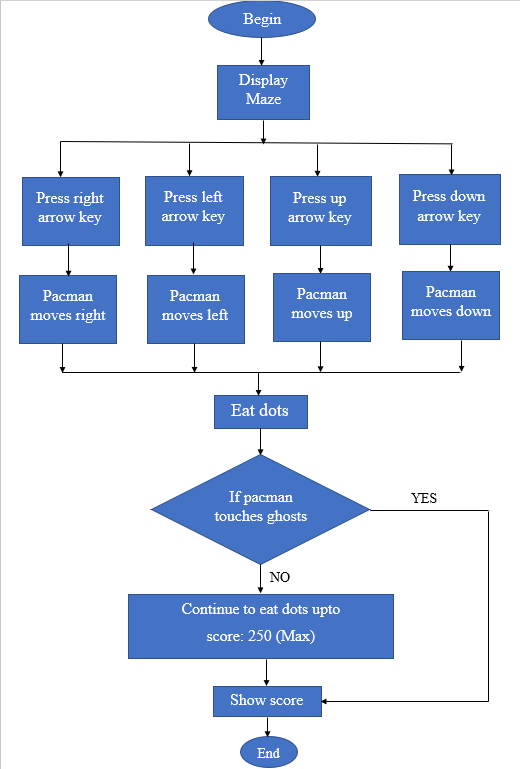 Begin
Display
Maze
Press right
arrow key
Press left
arrow key
Press up
arrow key
Press down
arrow key
Pacman
moves right
Pacman
moves left
Pacman
moves up
Pacman
moves down
Eat dots
If pacman
touches ghosts
YES
NO
Continue to eat dots upto
score: 250 (Max)
Show score
End